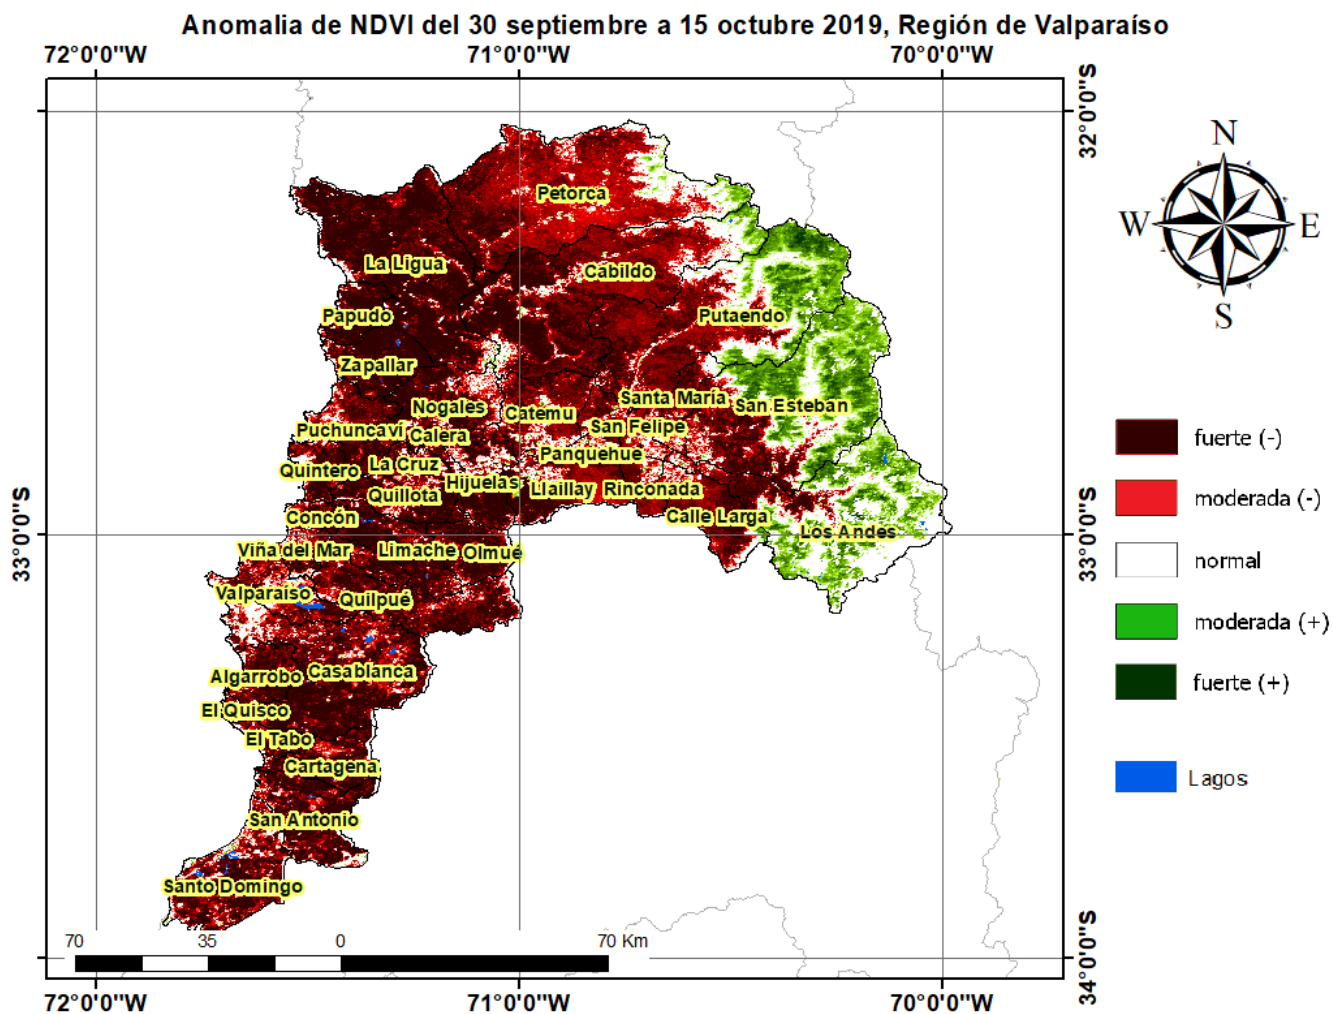 Anomalia de NDVI del 30 septiembre a 15 octubre 2019, Región de Valparaíso
72°0'0"W 71°0'0"W 70°0'0"W
32°0'0"S
N
W E
S
Petorca
La Ligua Cabildo
Papudo Putaendo
Zapallar
Santa María San Esteban
Nogales Catemu
Puchuncaví Calera San Felipe
Panquehue
Quintero La Cruz
Quillota Hijuelas Llaillay Rinconada
Concón Calle Larga
Los Andes
33°0'0"S 33°0'0"S
Viña del Mar Limache Olmué
Valparaíso Quilpué
Algarrobo Casablanca
El Quisco
El Tabo
Cartagena
San Antonio
Santo Domingo
fuerte (-)
moderada (-)
normal
moderada (+)
fuerte (+)
Lagos
70 35 0 70 Km
34°0'0"S
72°0'0"W 71°0'0"W 70°0'0"W